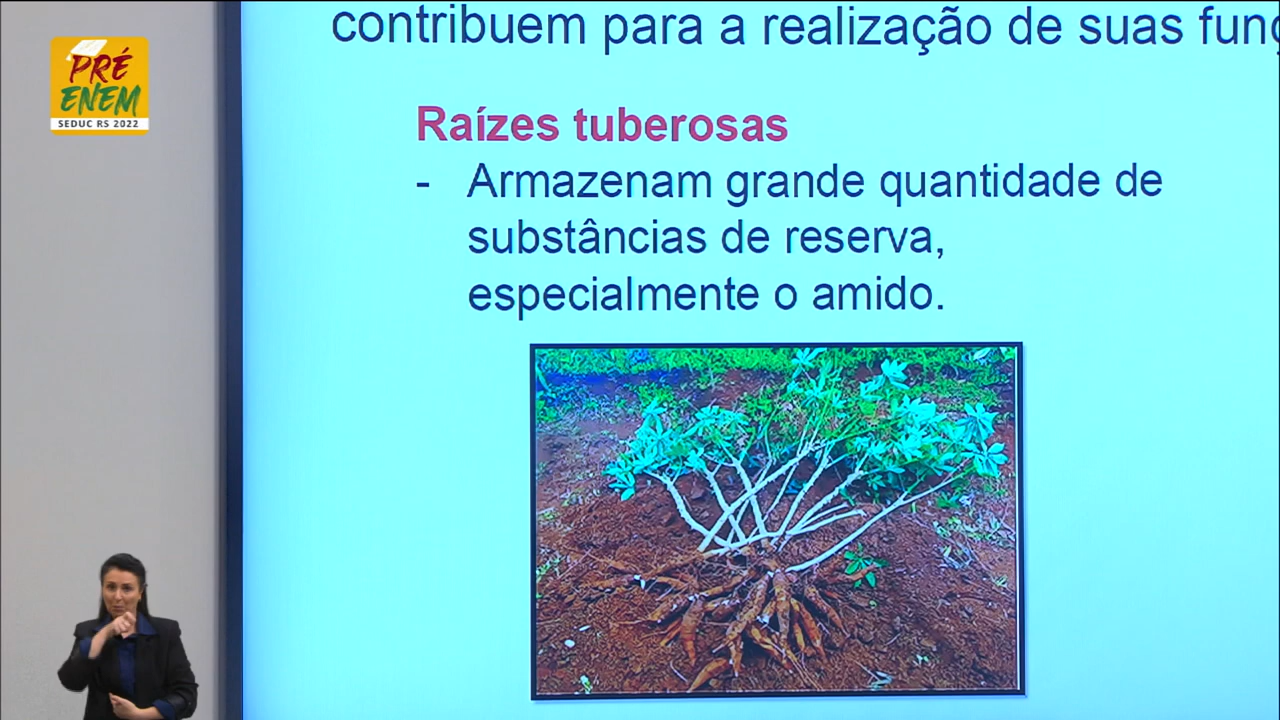 contribuem para a realização de suas funç
PRÉ
ENEM
SEDUC RS 2022
Raízes tuberosas
- Armazenam grande quantidade de
substâncias de reserva,
especialmente o amido.